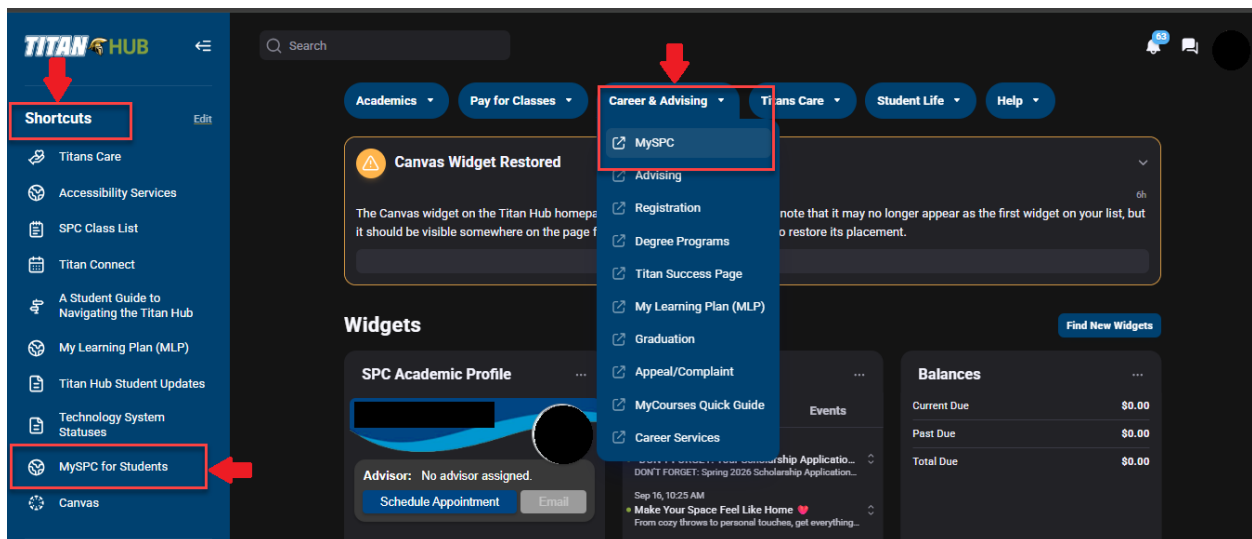 TITAN HUB
Search
63
Shortcuts
Edit
Titans Care
Accessibility Services
SPC Class List
Titan Connect
A Student Guide to
Navigating the Titan Hub
My Learning Plan (MLP)
Titan Hub Student Updates
Technology System
Statuses
MySPC for Students
Canvas
Academics
Pay for Classes
Career & Advising
Titans Care
Student Life
Help
MySPC
Advising
Registration
Degree Programs
Titan Success Page
My Learning Plan (MLP)
Graduation
Appeal/Complaint
MyCourses Quick Guide
Career Services
Canvas Widget Restored
6h
The Canvas widget on the Titan Hub homepa note that it may no longer appear as the first widget on your list, but
it should be visible somewhere on the page f o restore its placement.
Widgets
Find New Widgets
SPC Academic Profile
...
Advisor: No advisor assigned.
Schedule Appointment
Email
...
Events
DON'T FORGET: Scholarship Applicatio...
DON'T FORGET: Spring 2026 Scholarship Application...
Sep 16, 10:25 AM
Make Your Space Feel Like Home
From cozy throws to personal touches, get everything...
Balances
...
Current Due $0.00
Past Due $0.00
Total Due $0.00